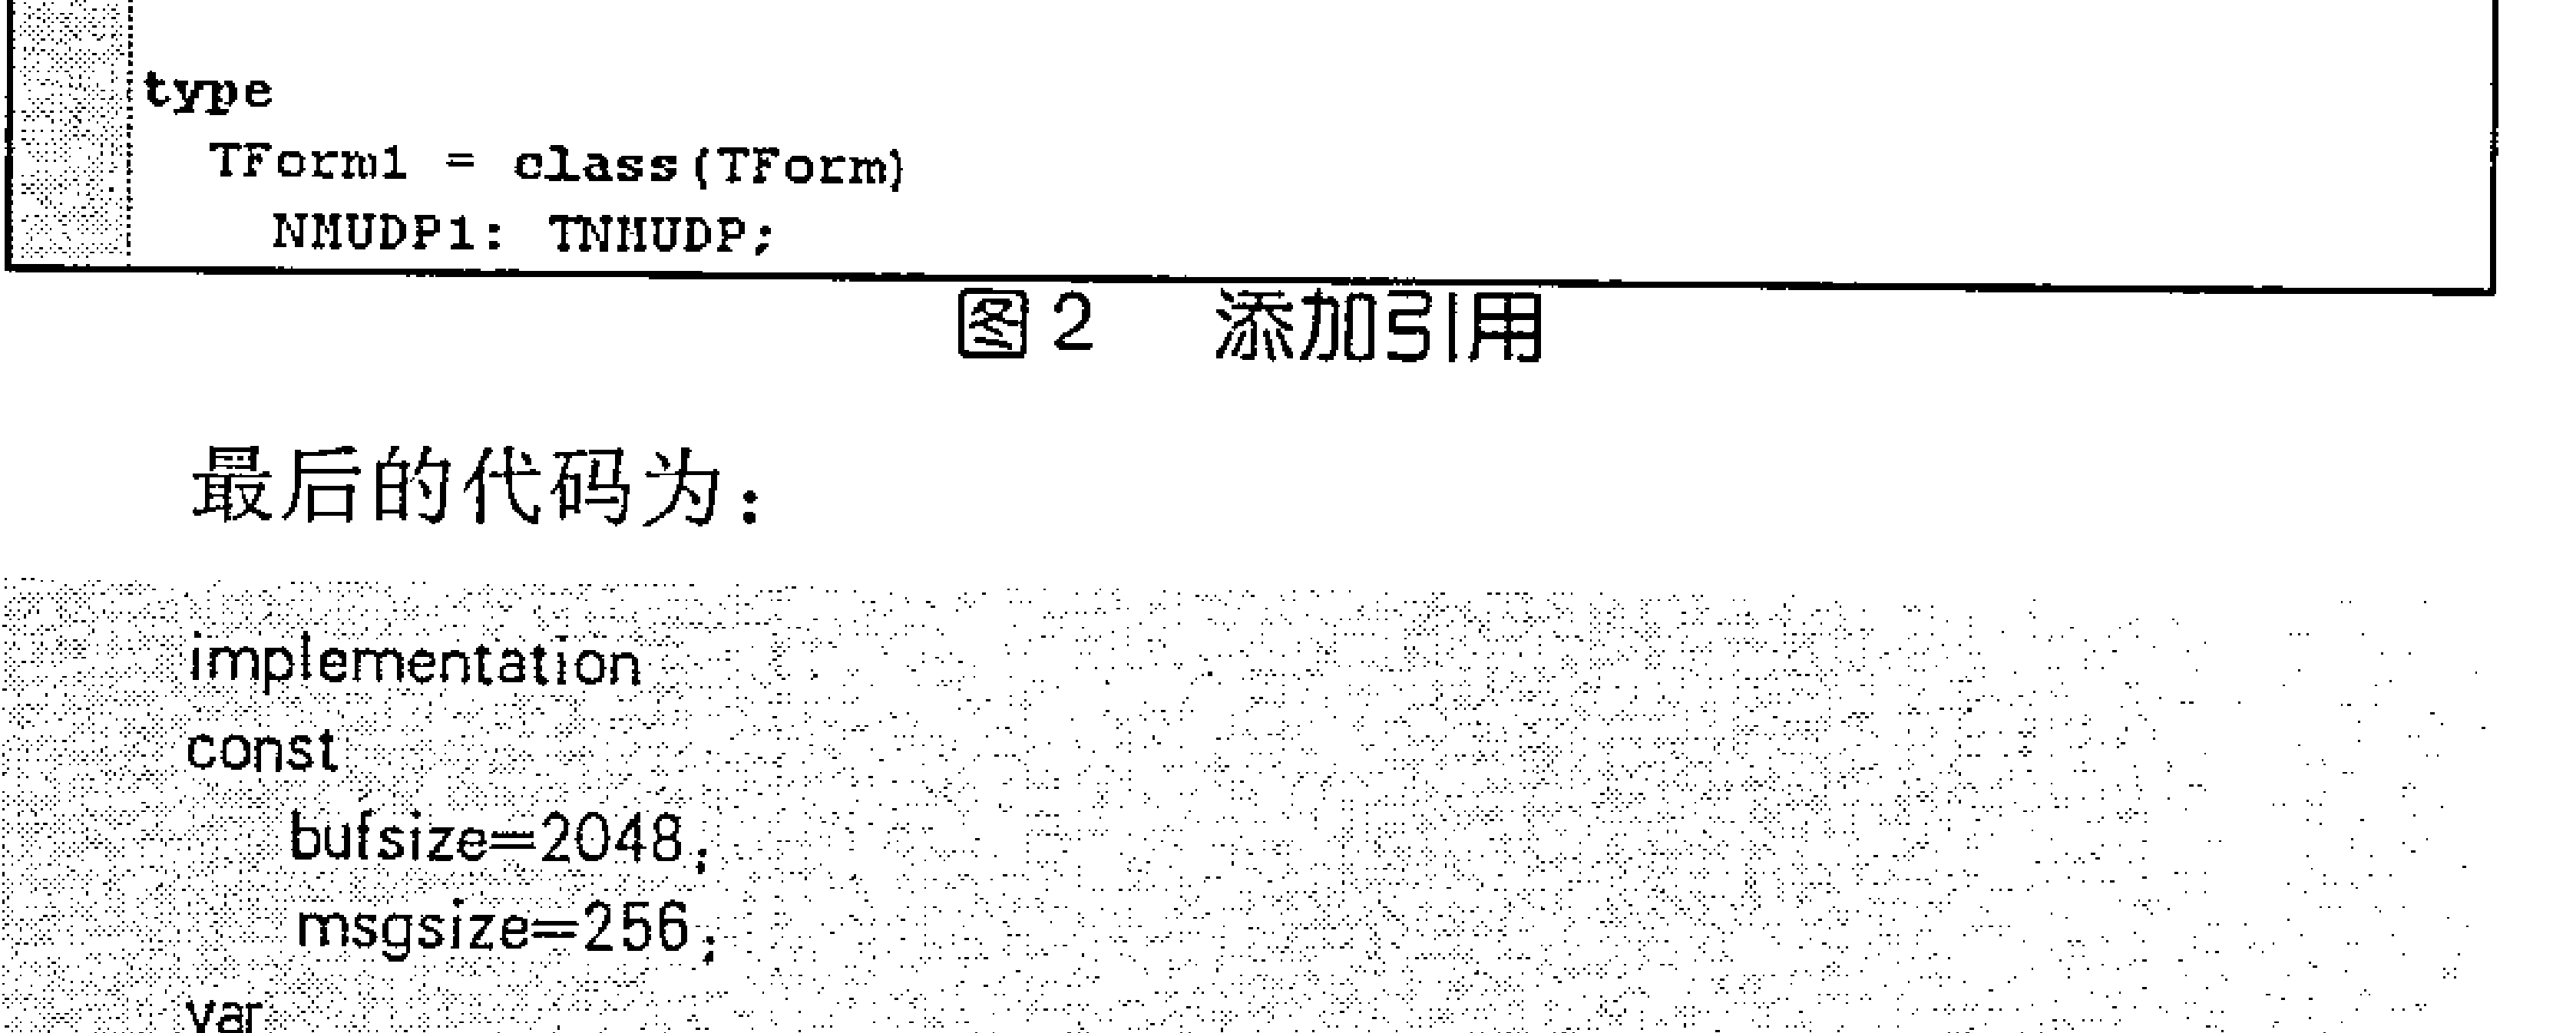 type
TForm1 = class(TForm)
NMUDP1: TNMUDP;
图2 添加引用
最后的代码为：
implementation
const
bufsize=2048;
msgsize=256;
var